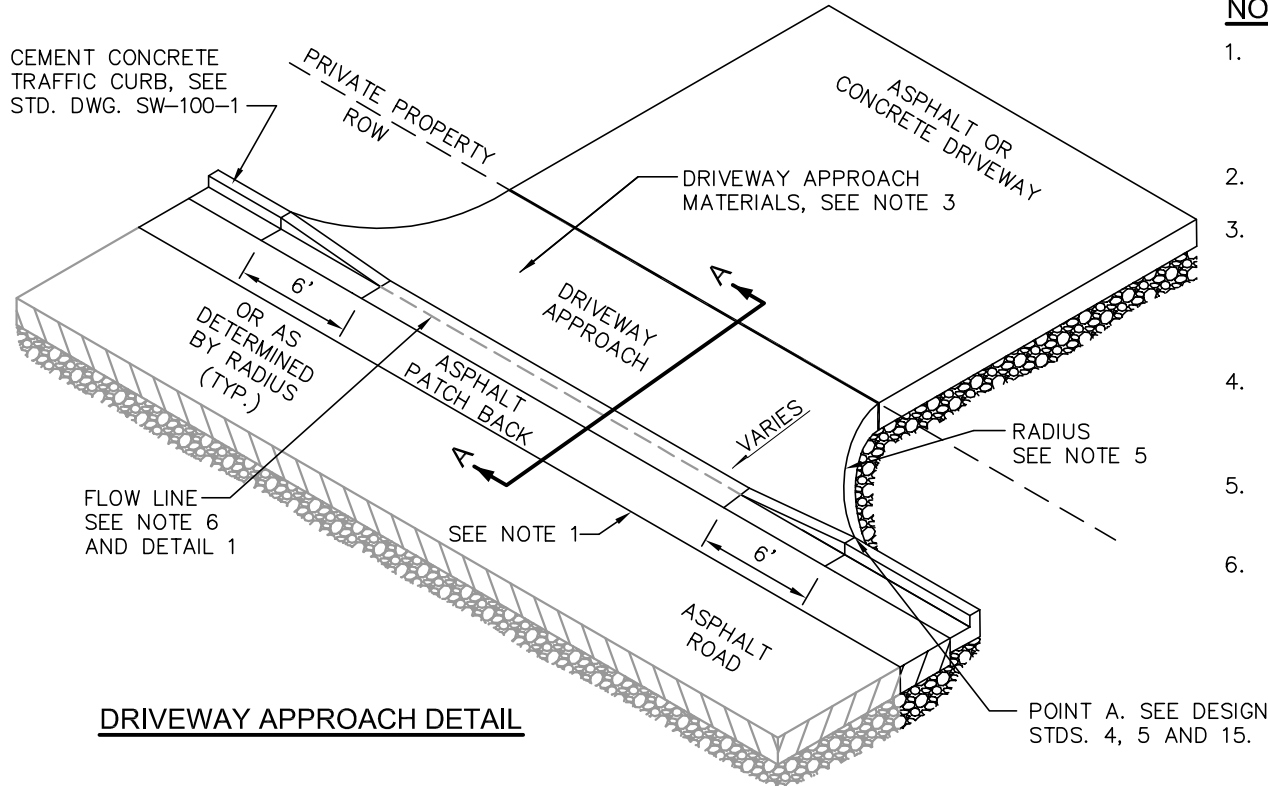 NO
1.
2.
3.
4.
5.
6.
CEMENT CONCRETE
TRAFFIC CURB, SEE
STD. DWG. SW-100-1
PRIVATE PROPERTY
ROW
ASPHALT OR
CONCRETE DRIVEWAY
DRIVEWAY APPROACH
MATERIALS, SEE NOTE 3
A
DRIVEWAY
APPROACH
6'
OR AS
DETERMINED
BY RADIUS
(TYP.)
ASPHALT
PATCH BACK
VARIES
A
RADIUS
SEE NOTE 5
FLOW LINE
SEE NOTE 6
AND DETAIL 1
SEE NOTE 1
6'
ASPHALT
ROAD
DRIVEWAY APPROACH DETAIL
POINT A. SEE DESIGN
STDS. 4, 5 AND 15.